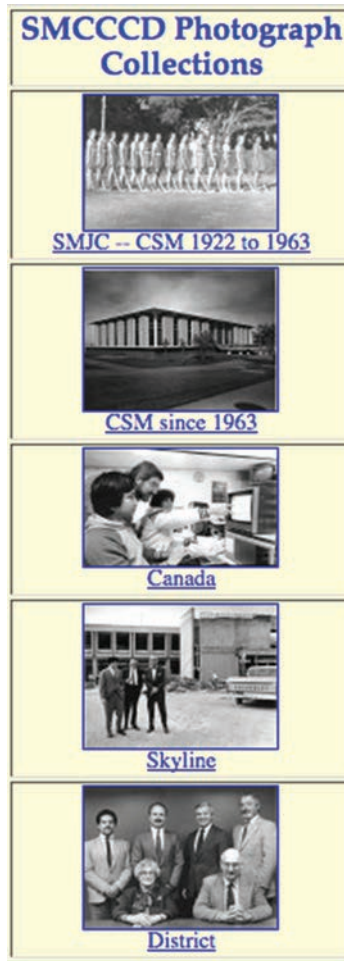 SMCCCD Photograph
Collections
SMJC -- CSM 1922 to 1963
CSM since 1963
Canada
Skyline
District